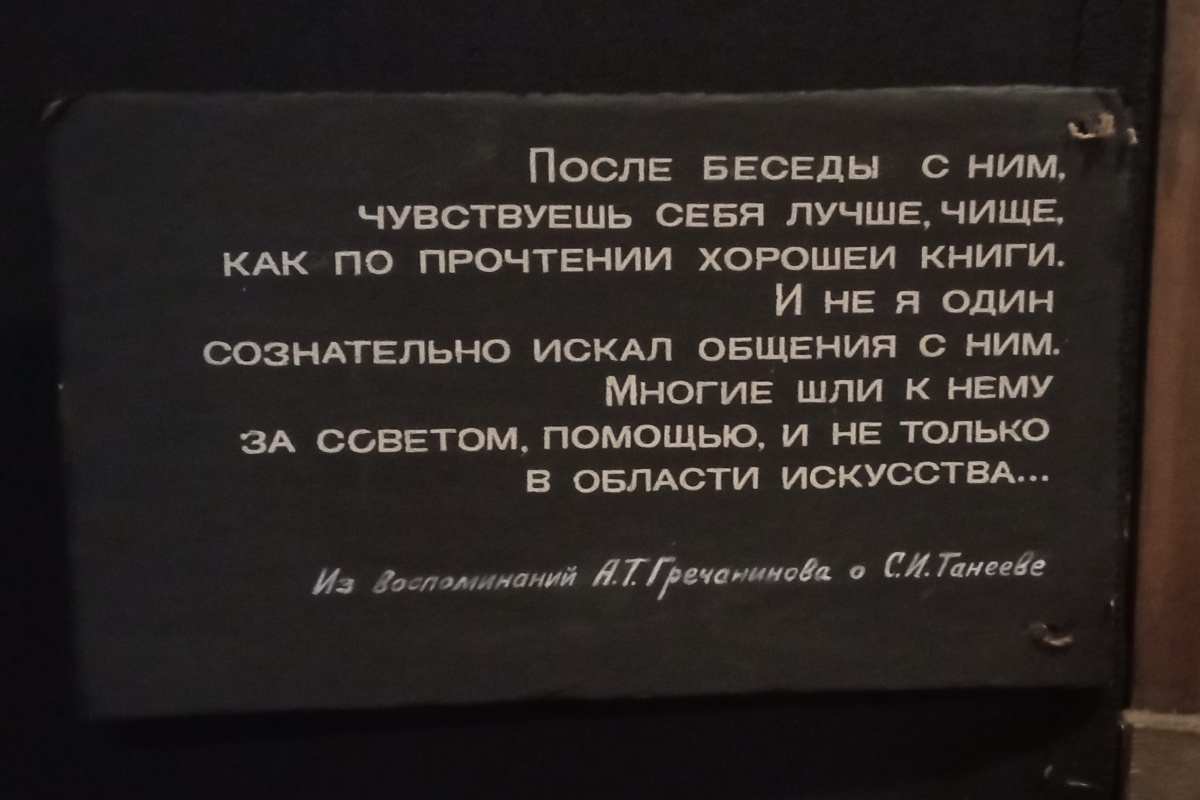 После беседы с ним,
чувствуешь себя лучше, чище,
как по прочтении хорошеи книги.
И не я один
сознательно искал общения с ним.
Многие шли к нему
за советом, помощью, и не только
в области искусства...
Из воспоминаний А.Т.Гречанинова о С.И.Танееве